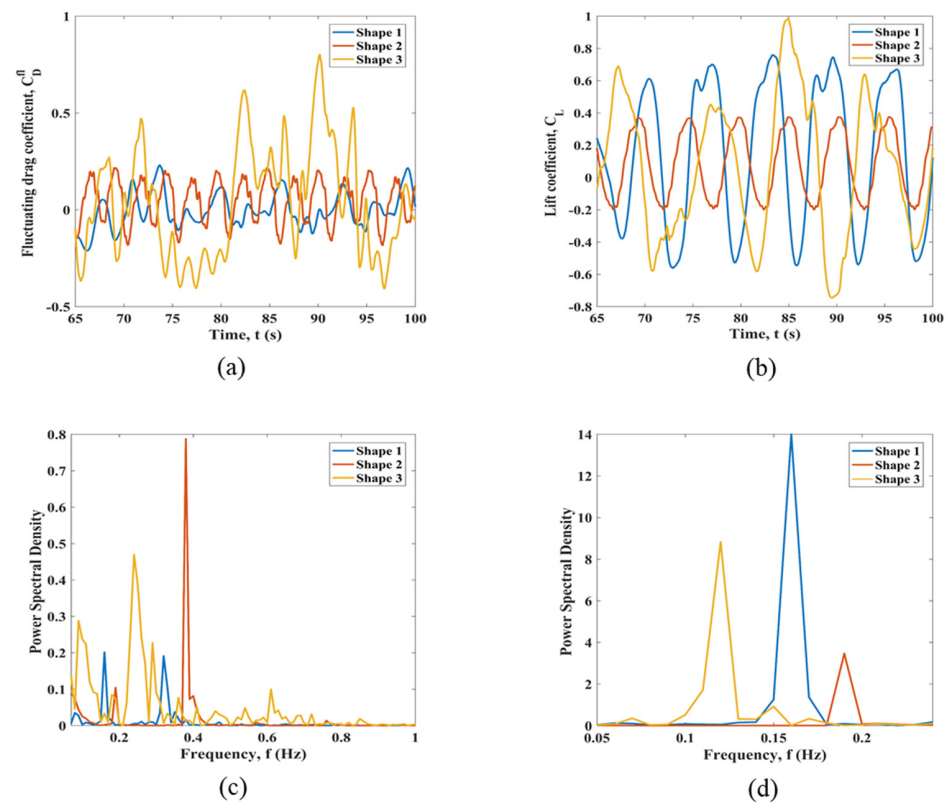 1
0.5
0
-0.5
65 70 75 80 85 90 95 100
Fluctuating drag coefficient, C_D^fl
Time, t (s)
Shape 1
Shape 2
Shape 3
(a)
1
0.8
0.6
0.4
0.2
0
-0.2
-0.4
-0.6
-0.8
65 70 75 80 85 90 95 100
Lift coefficient, C_L
Time, t (s)
Shape 1
Shape 2
Shape 3
(b)
0.8
0.7
0.6
0.5
0.4
0.3
0.2
0.1
0
0.2 0.4 0.6 0.8 1
Power Spectral Density
Frequency, f (Hz)
Shape 1
Shape 2
Shape 3
(c)
14
12
10
8
6
4
2
0
0.05 0.1 0.15 0.2
Power Spectral Density
Frequency, f (Hz)
Shape 1
Shape 2
Shape 3
(d)